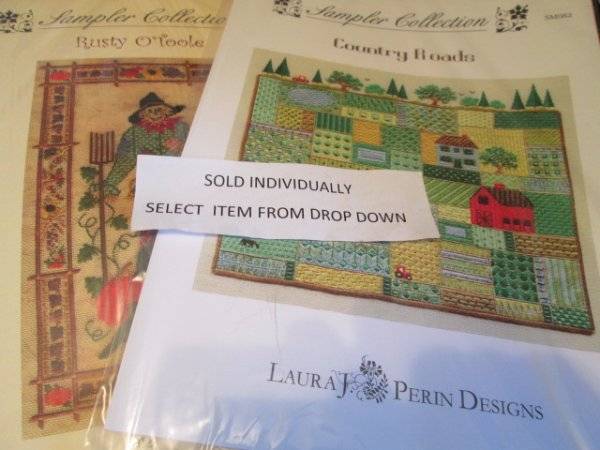 Sampler Collection
Rusty O'Toole
Sampler Collection
Country Roads
SOLD INDIVIDUALLY
SELECT ITEM FROM DROP DOWN
LAURA J PERIN DESIGNS